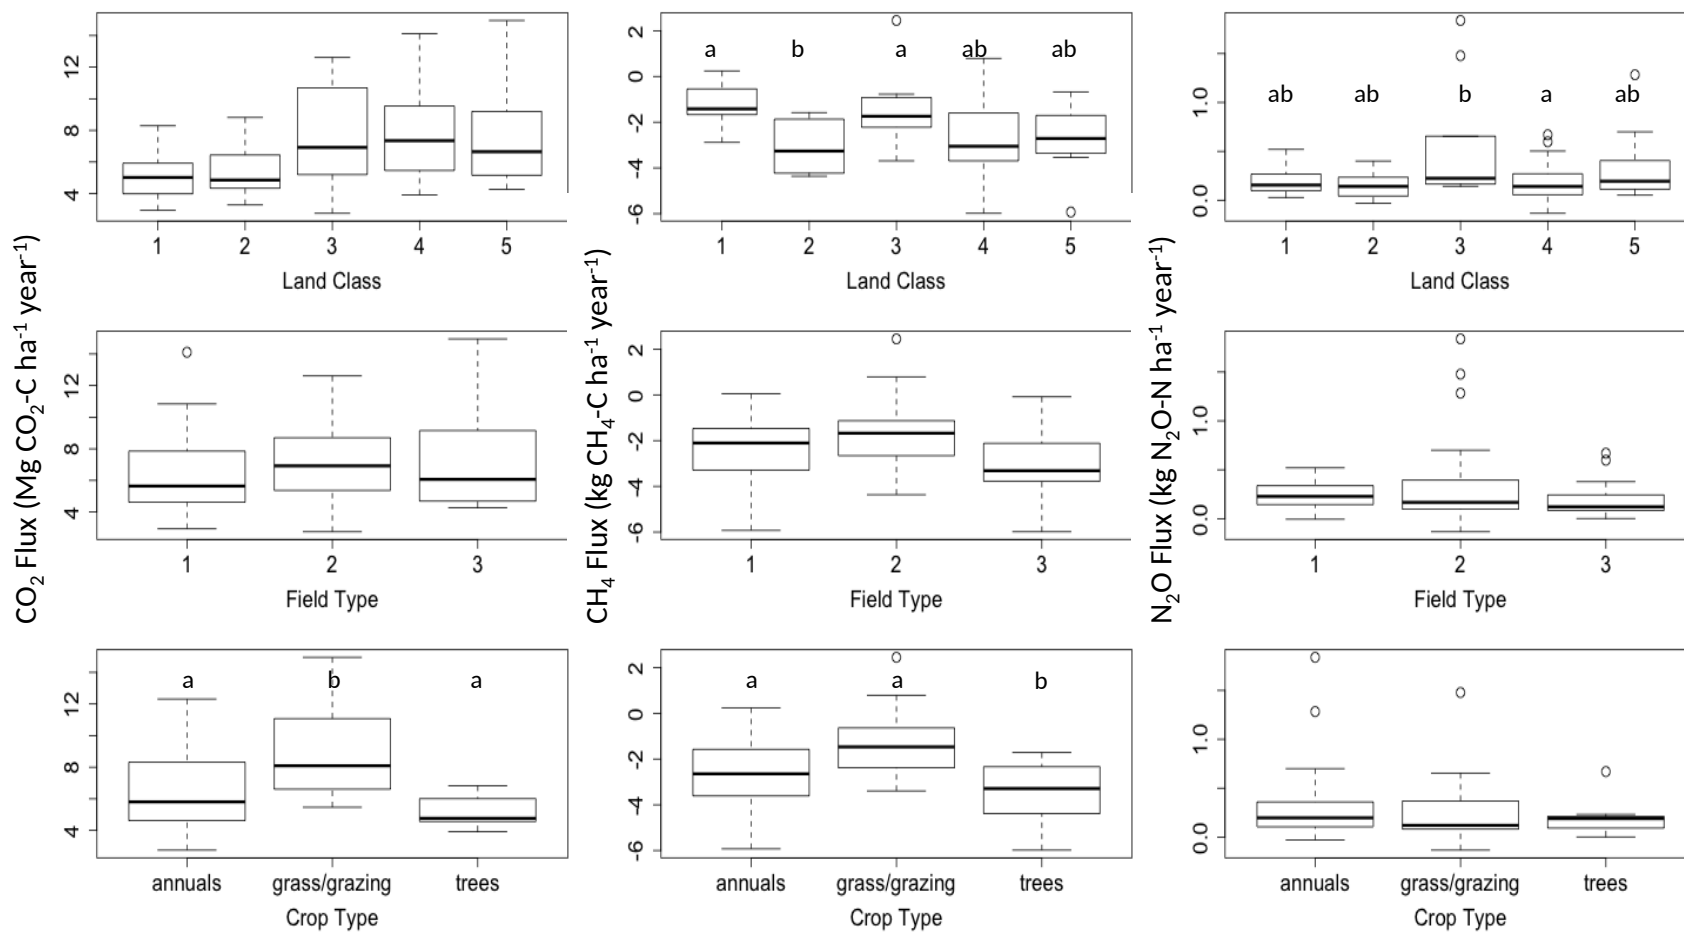 CO2 Flux (Mg CO2-C ha-1 year-1)
12
8
4
1 2 3 4 5
Land Class
12
8
4
1 2 3
Field Type
a b a
12
8
4
annuals grass/grazing trees
Crop Type
CH4 Flux (kg CH4-C ha-1 year-1)
a b a ab ab
2
0
-2
-4
-6
1 2 3 4 5
Land Class
2
0
-2
-4
-6
1 2 3
Field Type
a a b
2
0
-2
-4
-6
annuals grass/grazing trees
Crop Type
N2O Flux (kg N2O-N ha-1 year-1)
ab ab b a ab
1.0
0.0
1 2 3 4 5
Land Class
1.0
0.0
1 2 3
Field Type
1.0
0.0
annuals grass/grazing trees
Crop Type